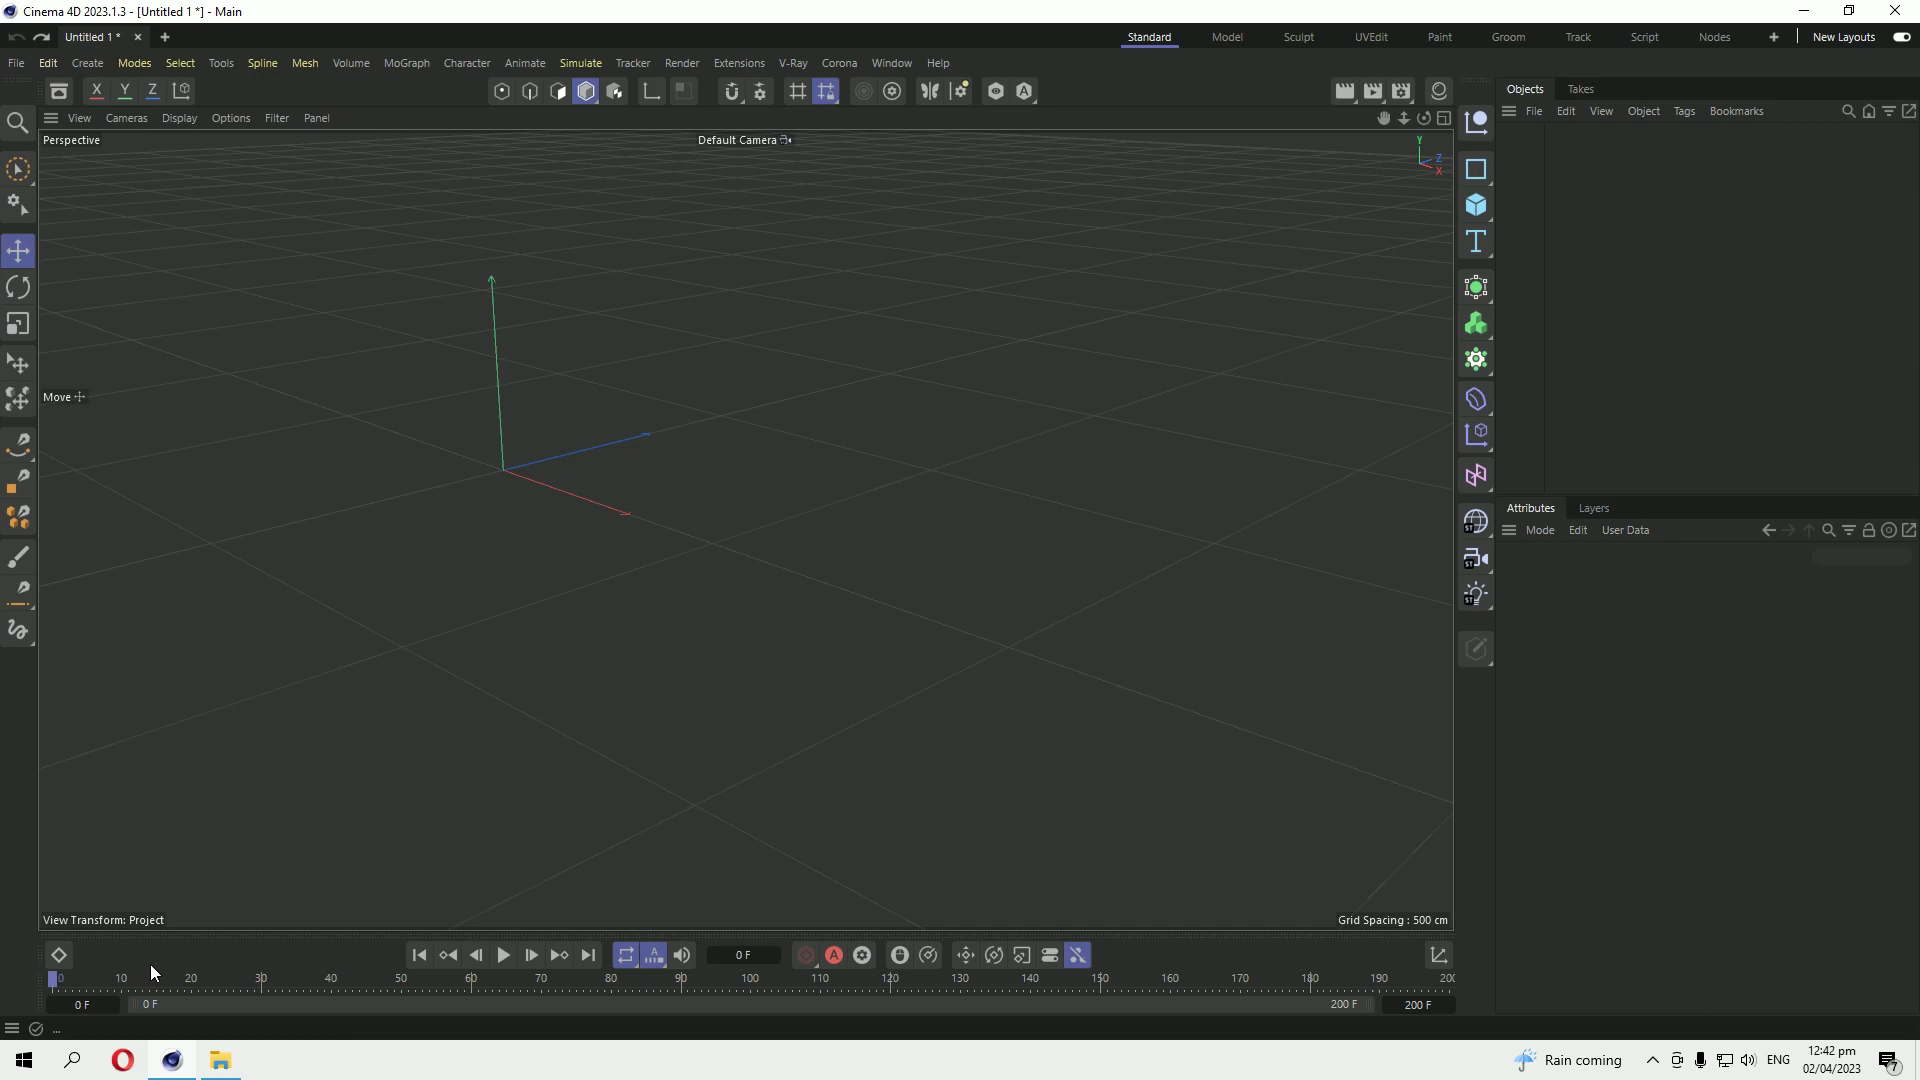 Cinema 4D 2023.1.3 - [Untitled 1 *] - Main
Untitled 1 *
Standard Model Sculpt UVEdit Paint Groom Track Script Nodes New Layouts
File Edit Create Modes Select Tools Spline Mesh Volume MoGraph Character Animate Simulate Tracker Render Extensions V-Ray Corona Window Help
X Y Z
Objects Takes
File Edit View Object Tags Bookmarks
View Cameras Display Options Filter Panel
Perspective
Default Camera
Y
Z
X
Move
Attributes Layers
Mode Edit User Data
ST
ST
ST
View Transform: Project
Grid Spacing : 500 cm
0 F
0 10 20 30 40 50 60 70 80 90 100 110 120 130 140 150 160 170 180 190 200
0 F 0 F 200 F 200 F
...
Rain coming
ENG
12:42 pm
02/04/2023
7